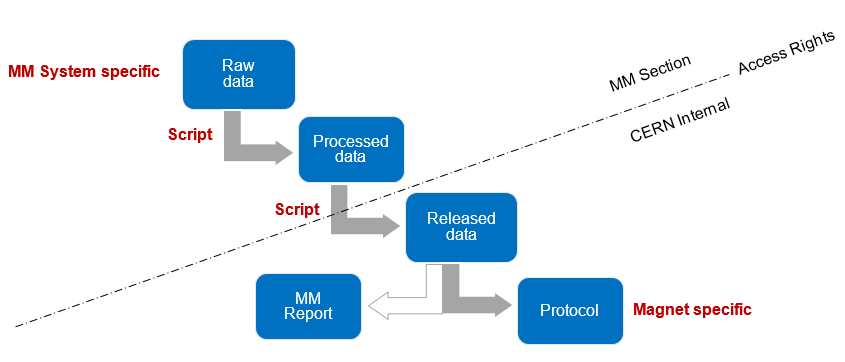 Raw
data
MM System specific
MM Section
Access Rights
CERN Internal
Script
Processed
data
Script
Released
data
MM
Report
Protocol
Magnet specific